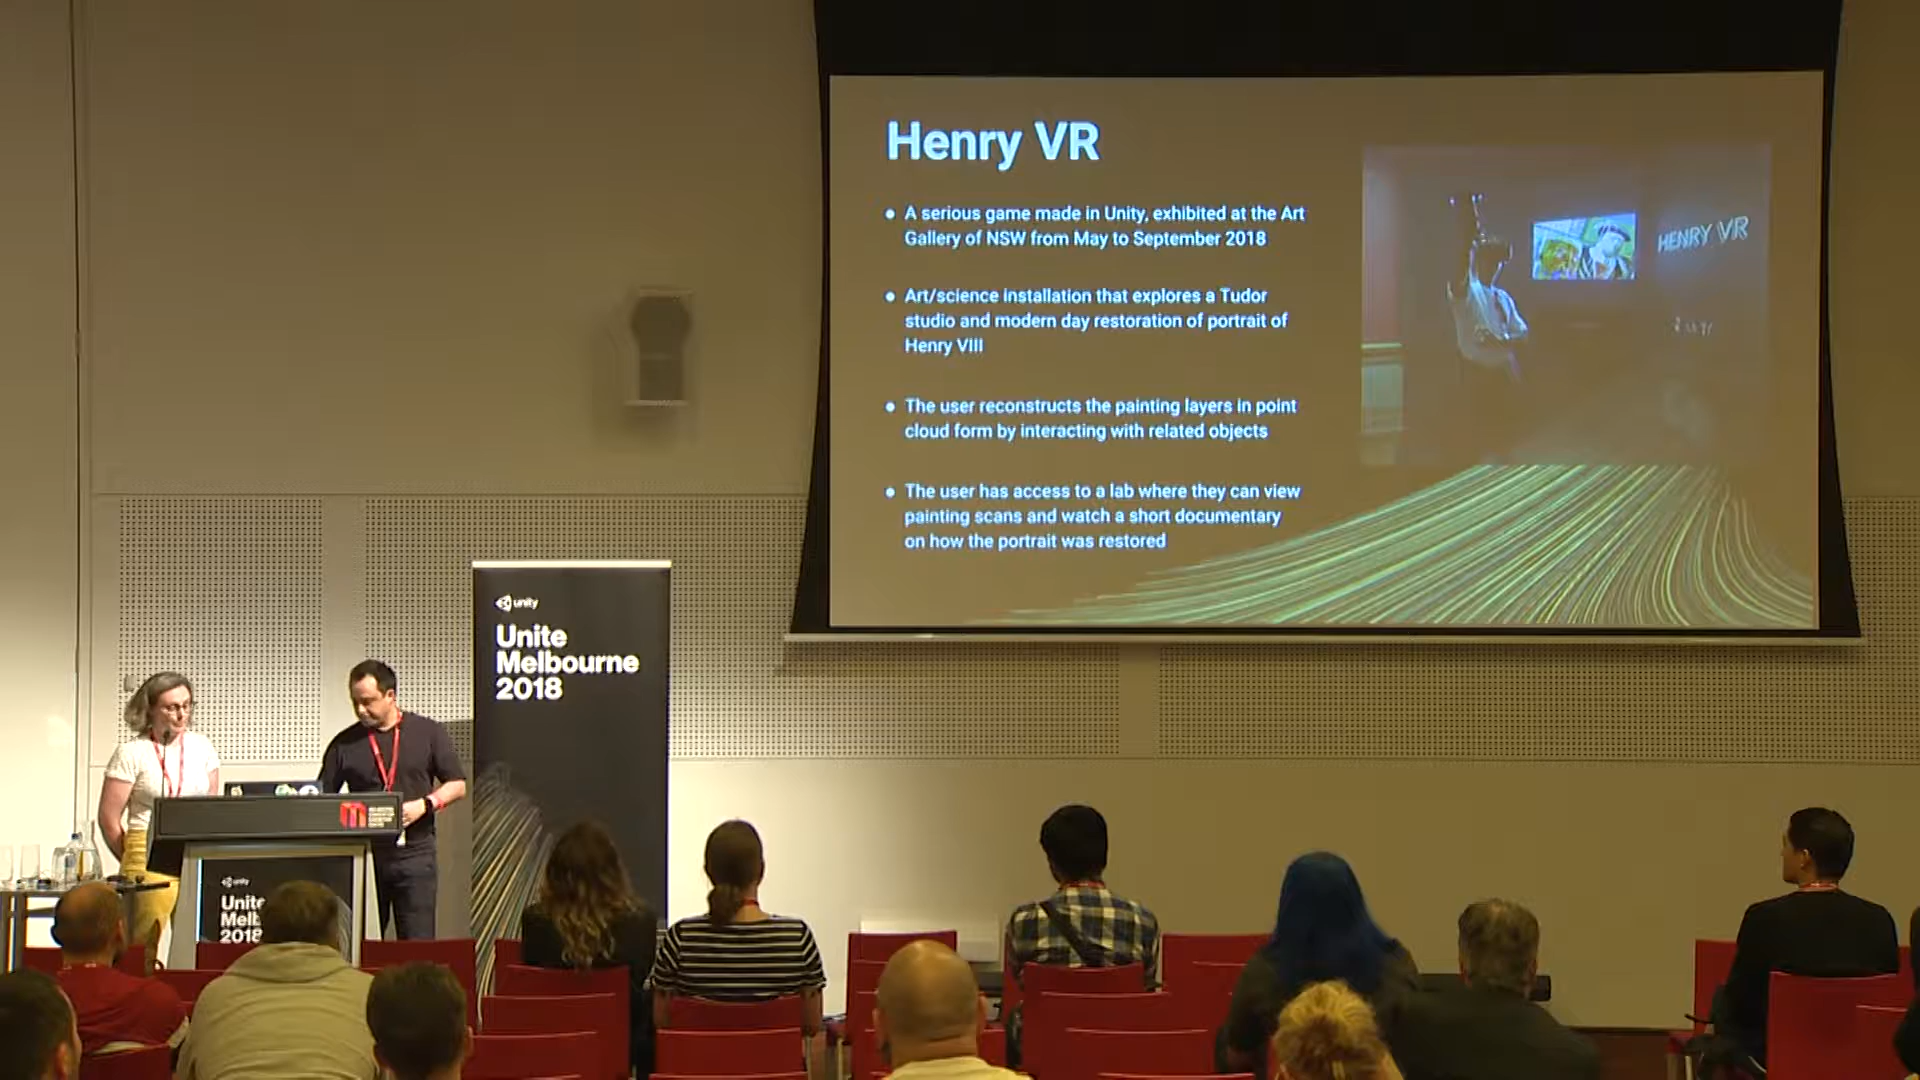 Henry VR
● A serious game made in Unity, exhibited at the Art
Gallery of NSW from May to September 2018
● Art/science installation that explores a Tudor
studio and modern day restoration of portrait of
Henry VIII
● The user reconstructs the painting layers in point
cloud form by interacting with related objects
● The user has access to a lab where they can view
painting scans and watch a short documentary
on how the portrait was restored
HENRY VR
unity
Unite
Melbourne
2018
unity
Unite
Melb
2018